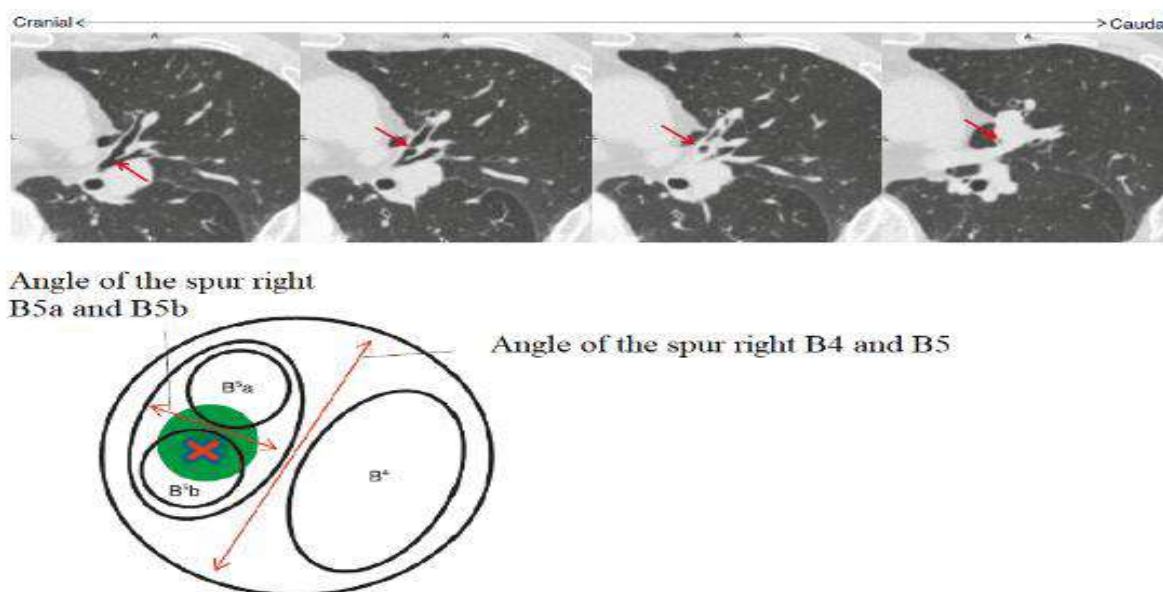 Cranial < > Cauda
Angle of the spur right
B5a and B5b
Angle of the spur right B4 and B5
B⁵a
B⁴
B⁵b